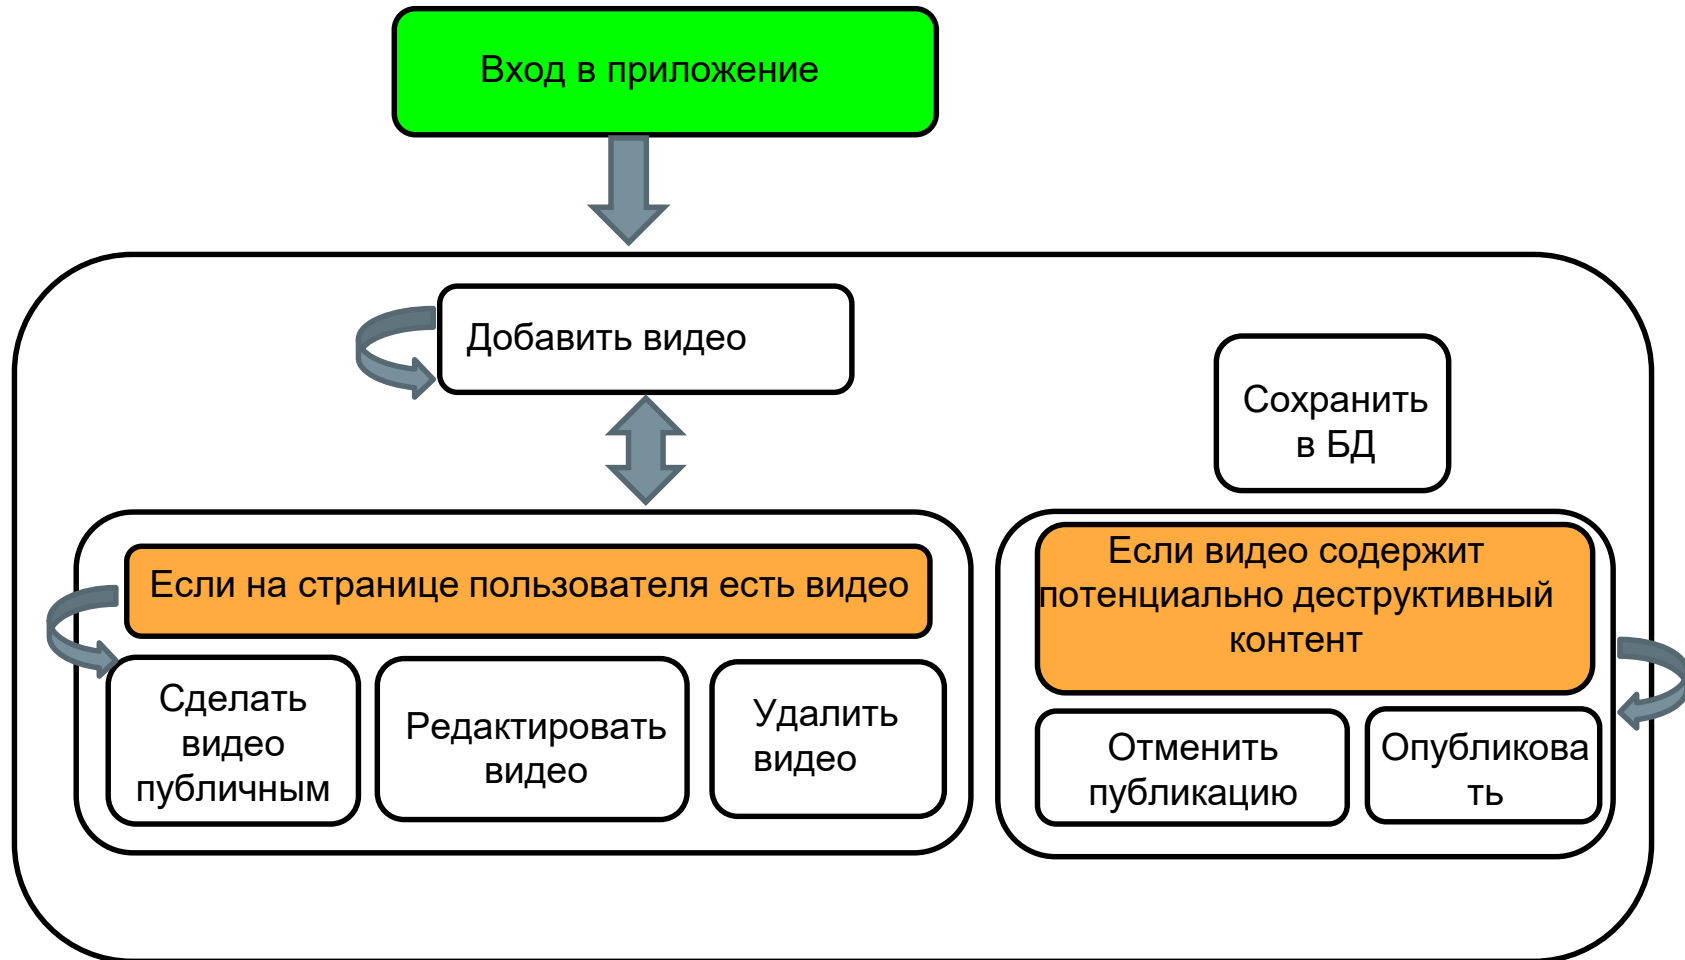 Вход в приложение
Добавить видео
Сохранить
в БД
Если на странице пользователя есть видео
Сделать
видео
публичным
Редактировать
видео
Удалить
видео
Если видео содержит
потенциально деструктивный
контент
Отменить
публикацию
Опубликова
ть